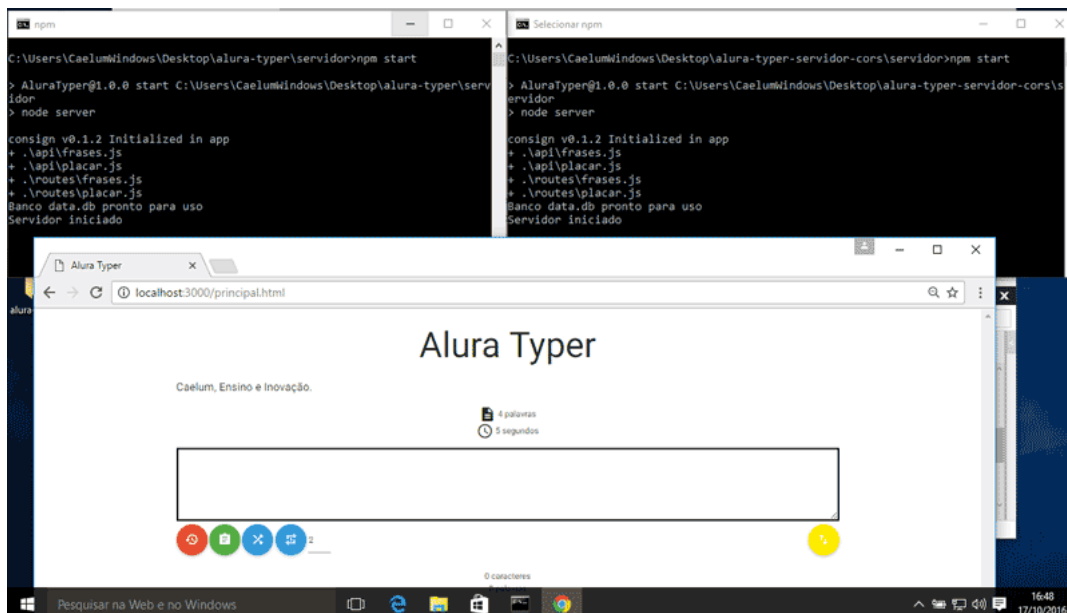 npm
C:\Users\CaelumWindows\Desktop\alura-typer\servidor>npm start
> AluraTyper@1.0.0 start C:\Users\CaelumWindows\Desktop\alura-typer\serv
idor
> node server
consign v0.1.2 Initialized in app
+ .\api\frases.js
+ .\api\placar.js
+ .\routes\frases.js
+ .\routes\placar.js
Banco data.db pronto para uso
Servidor iniciado
Selecionar npm
C:\Users\CaelumWindows\Desktop\alura-typer-servidor-cors\servidor>npm start
> AluraTyper@1.0.0 start C:\Users\CaelumWindows\Desktop\alura-typer-servidor-cors\s
ervidor
> node server
consign v0.1.2 Initialized in app
+ .\api\frases.js
+ .\api\placar.js
+ .\routes\frases.js
+ .\routes\placar.js
Banco data.db pronto para uso
Servidor iniciado
Alura Typer
localhost:3000/principal.html
alura
Alura Typer
Caelum, Ensino e Inovação.
4 palavras
5 segundos
2
0 caracteres
Pesquisar na Web e no Windows
16:48
17/10/2016